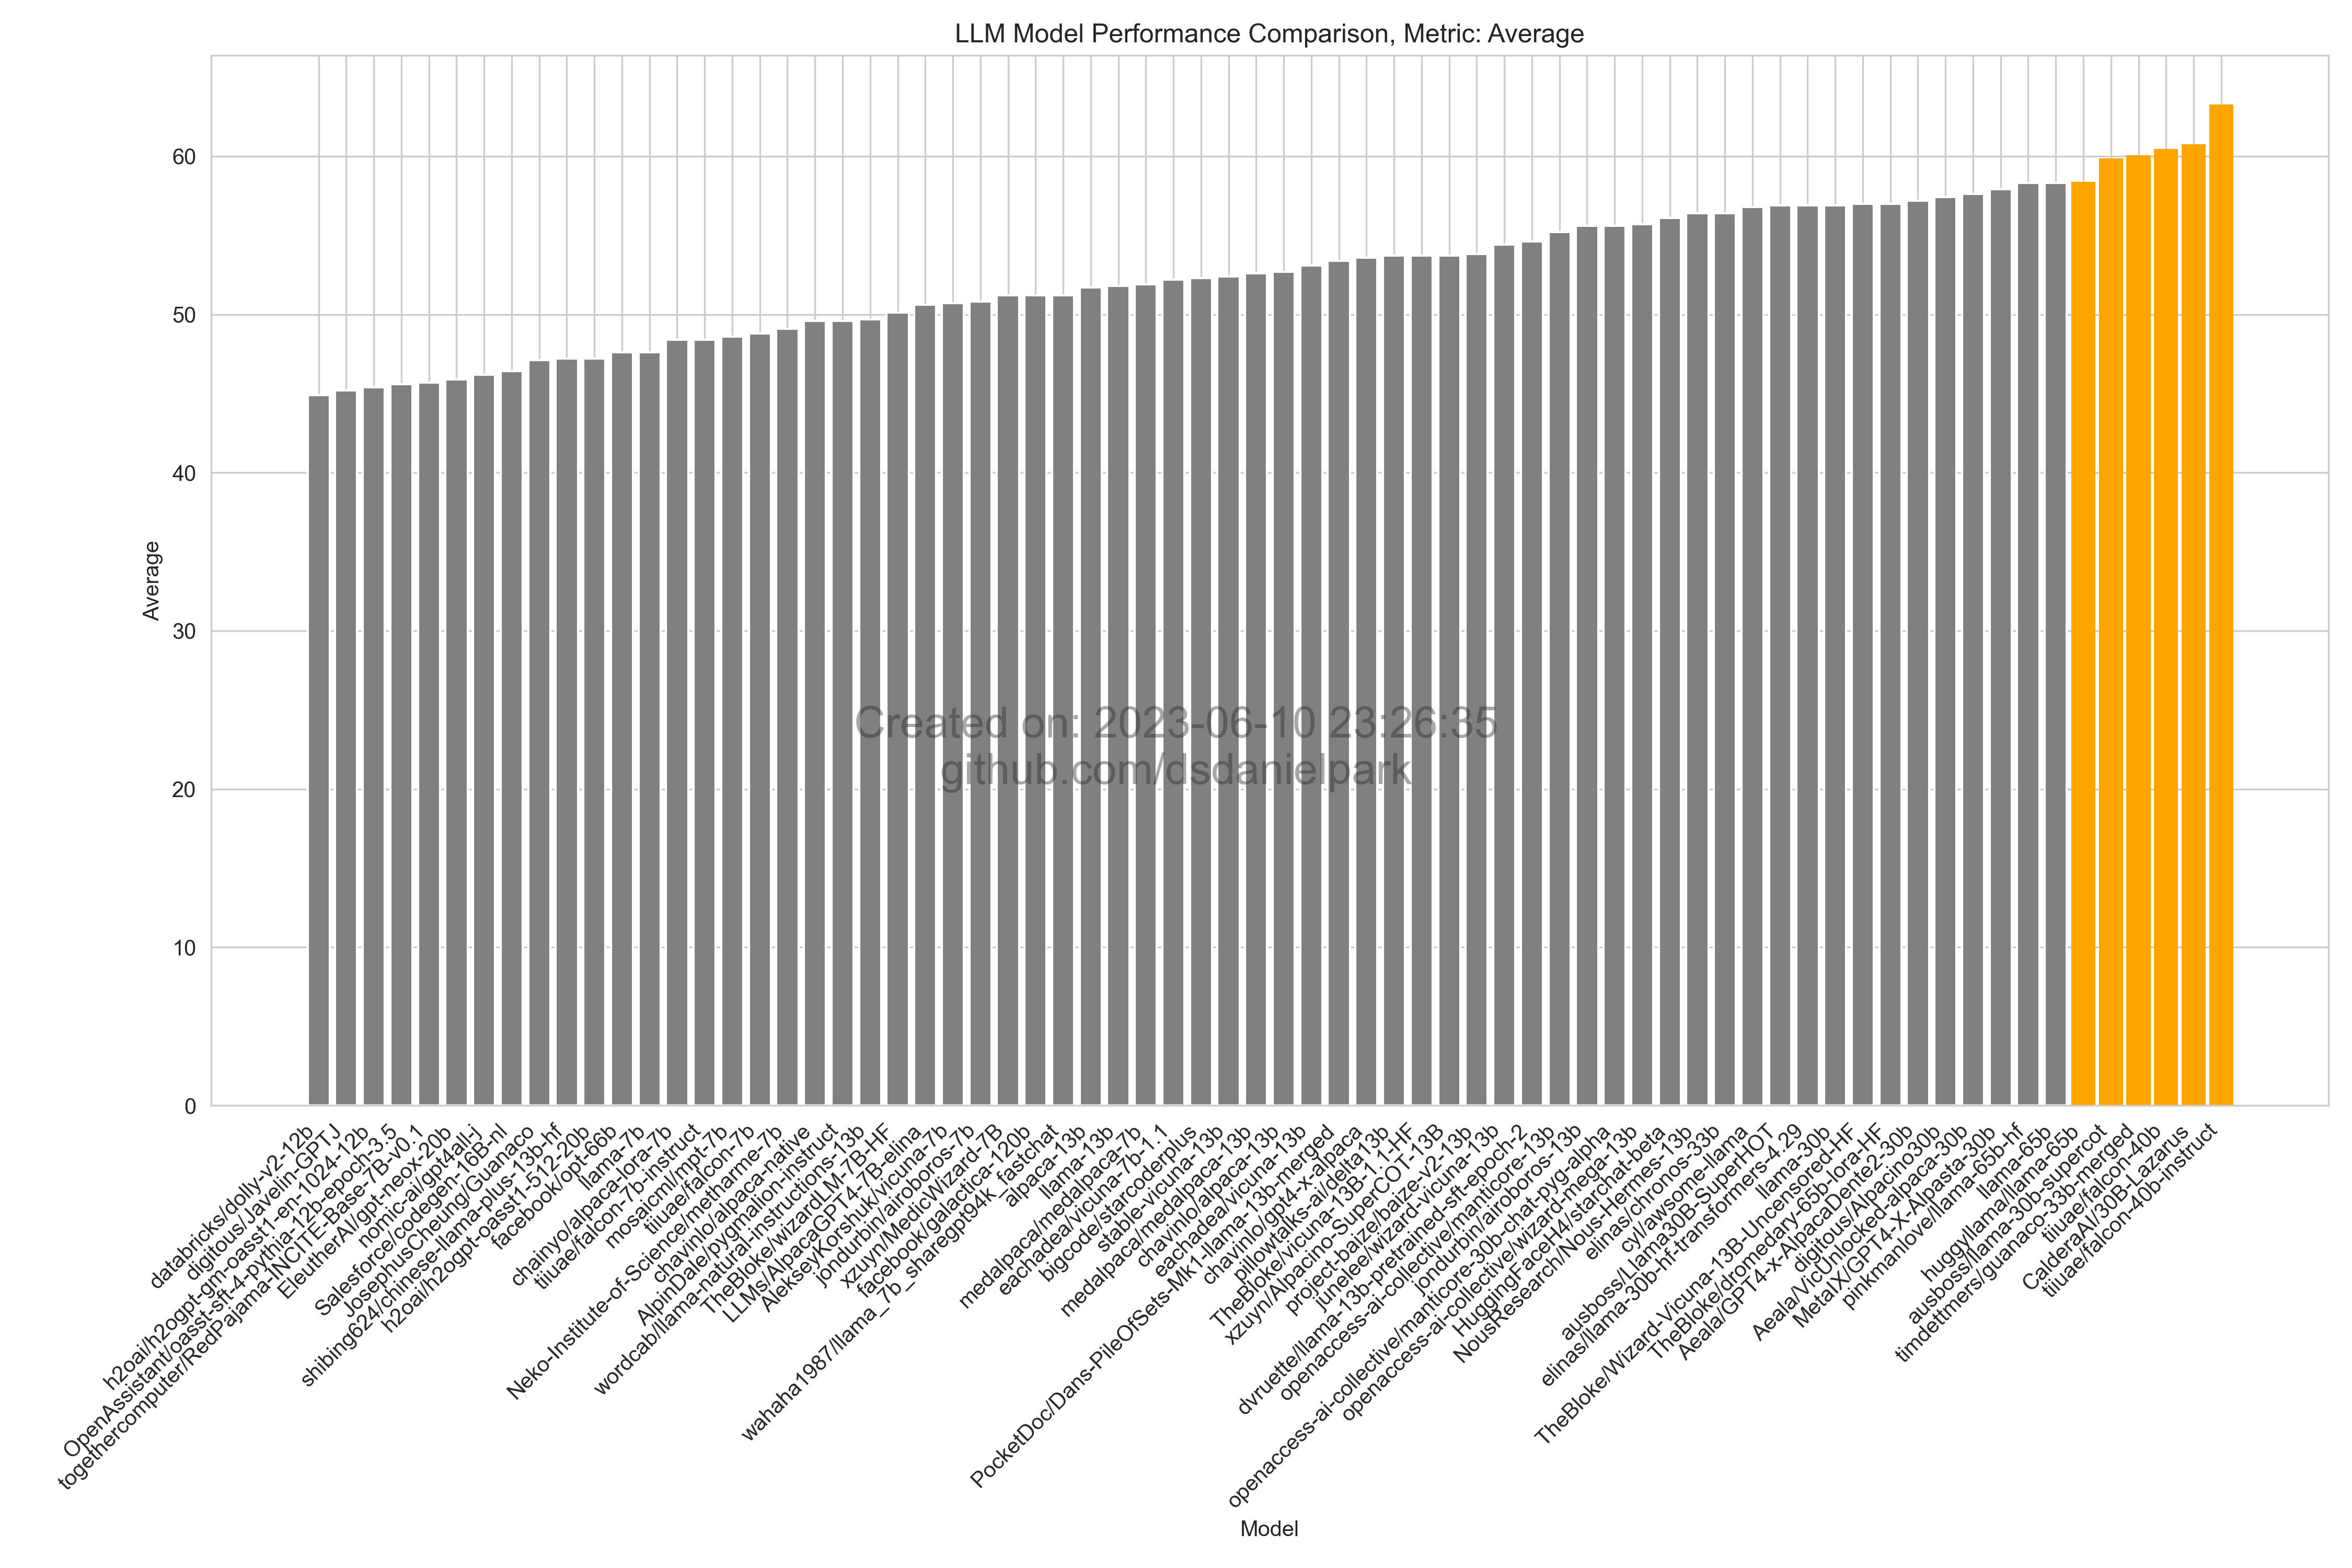 LLM Model Performance Comparison, Metric: Average
Average
60
50
40
30
20
10
0
Created on: 2023-06-10 23:26:35
github.com/dsdanielpark
databricks/dolly-v2-12b
digitous/Javelin-GPTJ
h2oai/h2ogpt-gm-oasst1-en-1024-12b
OpenAssistant/oasst-sft-4-pythia-12b-epoch-3.5
togethercomputer/RedPajama-INCITE-Base-7B-v0.1
EleutherAI/gpt-neox-20b
nomic-ai/gpt4all-j
Salesforce/codegen-16B-nl
JosephusCheung/Guanaco
shibing624/chinese-llama-plus-13b-hf
h2oai/h2ogpt-oasst1-512-20b
facebook/opt-66b
llama-7b
chainyo/alpaca-lora-7b
tiiuae/falcon-7b-instruct
mosaicml/mpt-7b
tiiuae/falcon-7b
Neko-Institute-of-Science/metharme-7b
chavinlo/alpaca-native
AlpinDale/pygmalion-instruct
wordcab/llama-natural-instructions-13b
TheBloke/wizardLM-7B-HF
LLMs/AlpacaGPT4-7B-elina
AlekseyKorshuk/vicuna-7b
jondurbin/airoboros-7b
xzuyn/MedicWizard-7B
facebook/galactica-120b
wahaha1987/llama_7b_sharegpt94k_fastchat
alpaca-13b
llama-13b
medalpaca/medalpaca-7b
eachadea/vicuna-7b-1.1
bigcode/starcoderplus
stable-vicuna-13b
medalpaca/medalpaca-13b
chavinlo/alpaca-13b
eachadea/vicuna-13b
PocketDoc/Dans-PileOfSets-Mk1-llama-13b-merged
chavinlo/gpt4-x-alpaca
pillowtalks-ai/delta13b
TheBloke/vicuna-13B-1.1-HF
xzuyn/Alpacino-SuperCOT-13B
project-baize/baize-v2-13b
junelee/wizard-vicuna-13b
dvruette/llama-13b-pretrained-sft-epoch-2
openaccess-ai-collective/manticore-13b
jondurbin/airoboros-13b
openaccess-ai-collective/manticore-30b-chat-pyg-alpha
openaccess-ai-collective/wizard-mega-13b
HuggingFaceH4/starchat-beta
NousResearch/Nous-Hermes-13b
elinas/chronos-33b
cyl/awsome-llama
ausboss/Llama30B-SuperHOT
elinas/llama-30b-hf-transformers-4.29
llama-30b
TheBloke/Wizard-Vicuna-13B-Uncensored-HF
TheBloke/dromedary-65b-lora-HF
Aeala/GPT4-x-AlpacaDente2-30b
digitous/Alpacino30b
Aeala/VicUnlocked-alpaca-30b
MetaIX/GPT4-X-Alpasta-30b
pinkmanlove/llama-65b-hf
llama-65b
huggyllama/llama-65b
ausboss/llama-30b-supercot
timdettmers/guanaco-33b-merged
tiiuae/falcon-40b
CalderaAI/30B-Lazarus
tiiuae/falcon-40b-instruct
Model